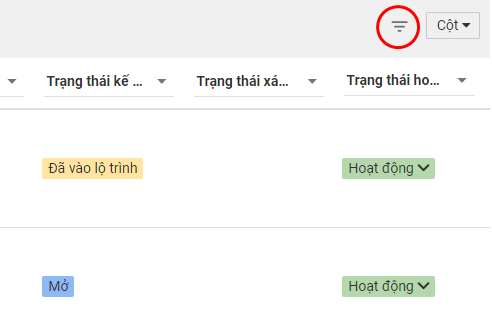 Cột
Trạng thái kế ... Trạng thái xá... Trạng thái ho...
Đã vào lộ trình Hoạt động
Mở Hoạt động